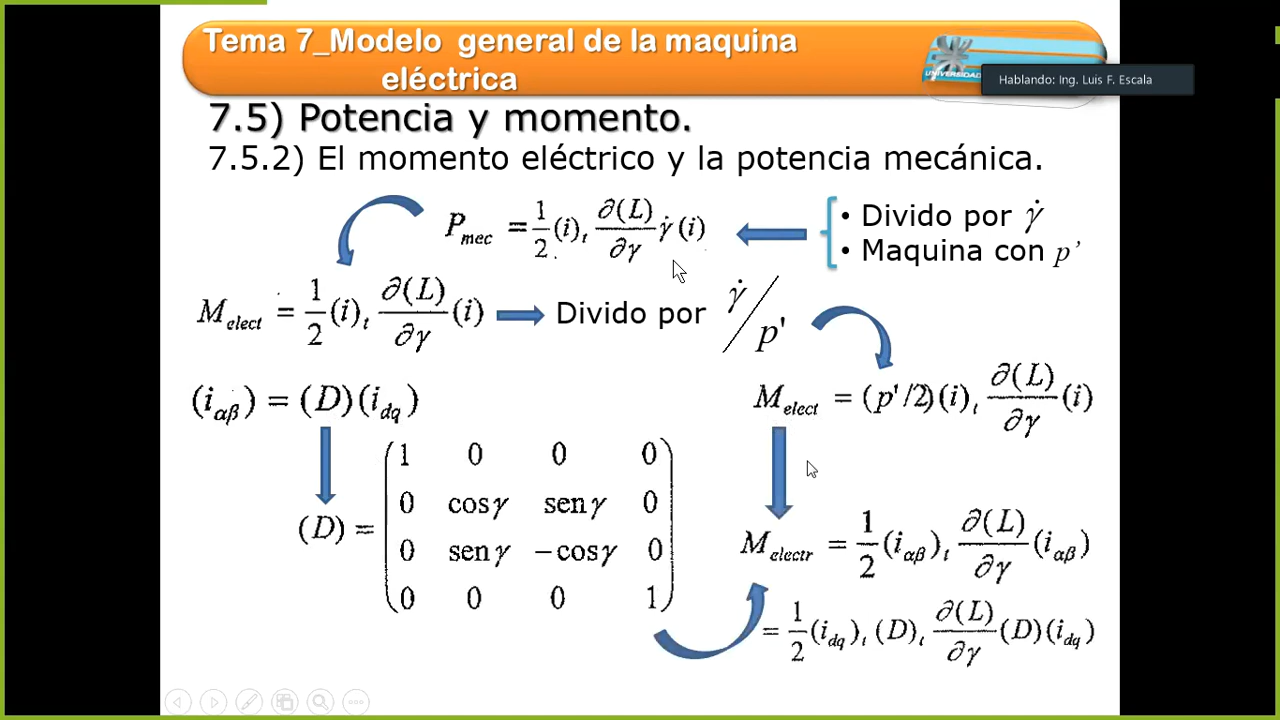 Tema 7_Modelo general de la maquina
eléctrica
UNIVERSIDAD
Hablando: Ing. Luis F. Escala
7.5) Potencia y momento.
7.5.2) El momento eléctrico y la potencia mecánica.
P_mec = 1/2 (i)_t ∂(L)/∂γ γ̇ (i)
• Divido por γ̇
• Maquina con p’
M_elect = 1/2 (i)_t ∂(L)/∂γ (i)
Divido por γ̇/p'
(i_αβ) = (D)(i_dq)
M_elect = (p'/2)(i)_t ∂(L)/∂γ (i)
(D) =
1 0 0 0
0 cosγ senγ 0
0 senγ −cosγ 0
0 0 0 1
M_electr = 1/2 (i_αβ)_t ∂(L)/∂γ (i_αβ)
= 1/2 (i_dq)_t (D)_t ∂(L)/∂γ (D)(i_dq)